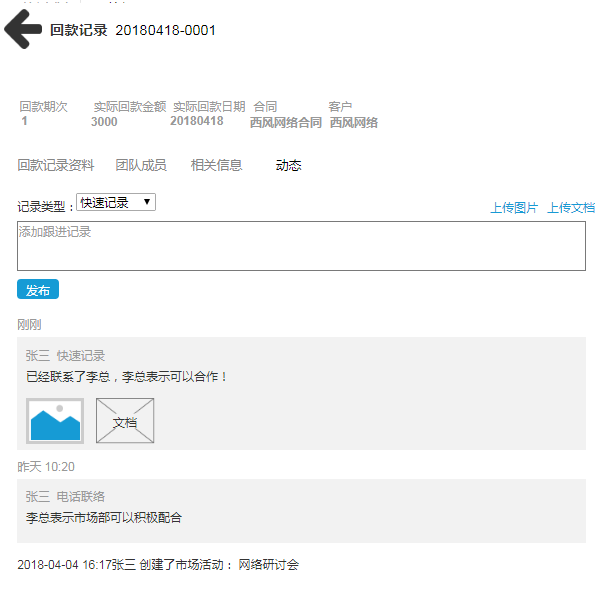 回款记录 20180418-0001
回款期次 实际回款金额 实际回款日期 合同 客户
1 3000 20180418 西风网络合同 西风网络
回款记录资料 团队成员 相关信息 动态
记录类型： 快速记录 上传图片 上传文档
添加跟进记录
发布
刚刚
张三 快速记录
已经联系了李总，李总表示可以合作！
文档
昨天 10:20
张三 电话联络
李总表示市场部可以积极配合
2018-04-04 16:17张三 创建了市场活动： 网络研讨会